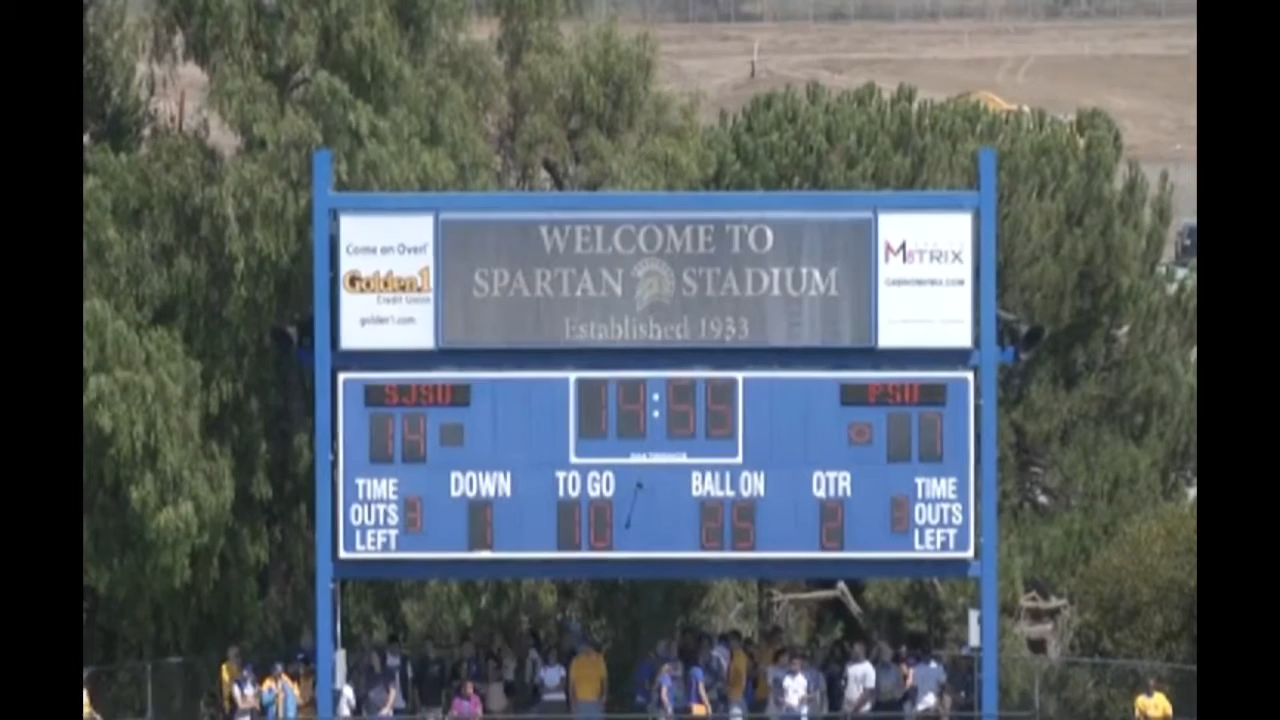 WELCOME TO
SPARTAN STADIUM
Established 1933
Come on Over!
Golden1
Credit Union
golden1.com
MATRIX
SJSU
14:55
PSU
14
7
DOWN
TO GO
BALL ON
QTR
TIME
OUTS
LEFT
3
1
10
25
2
3
TIME
OUTS
LEFT